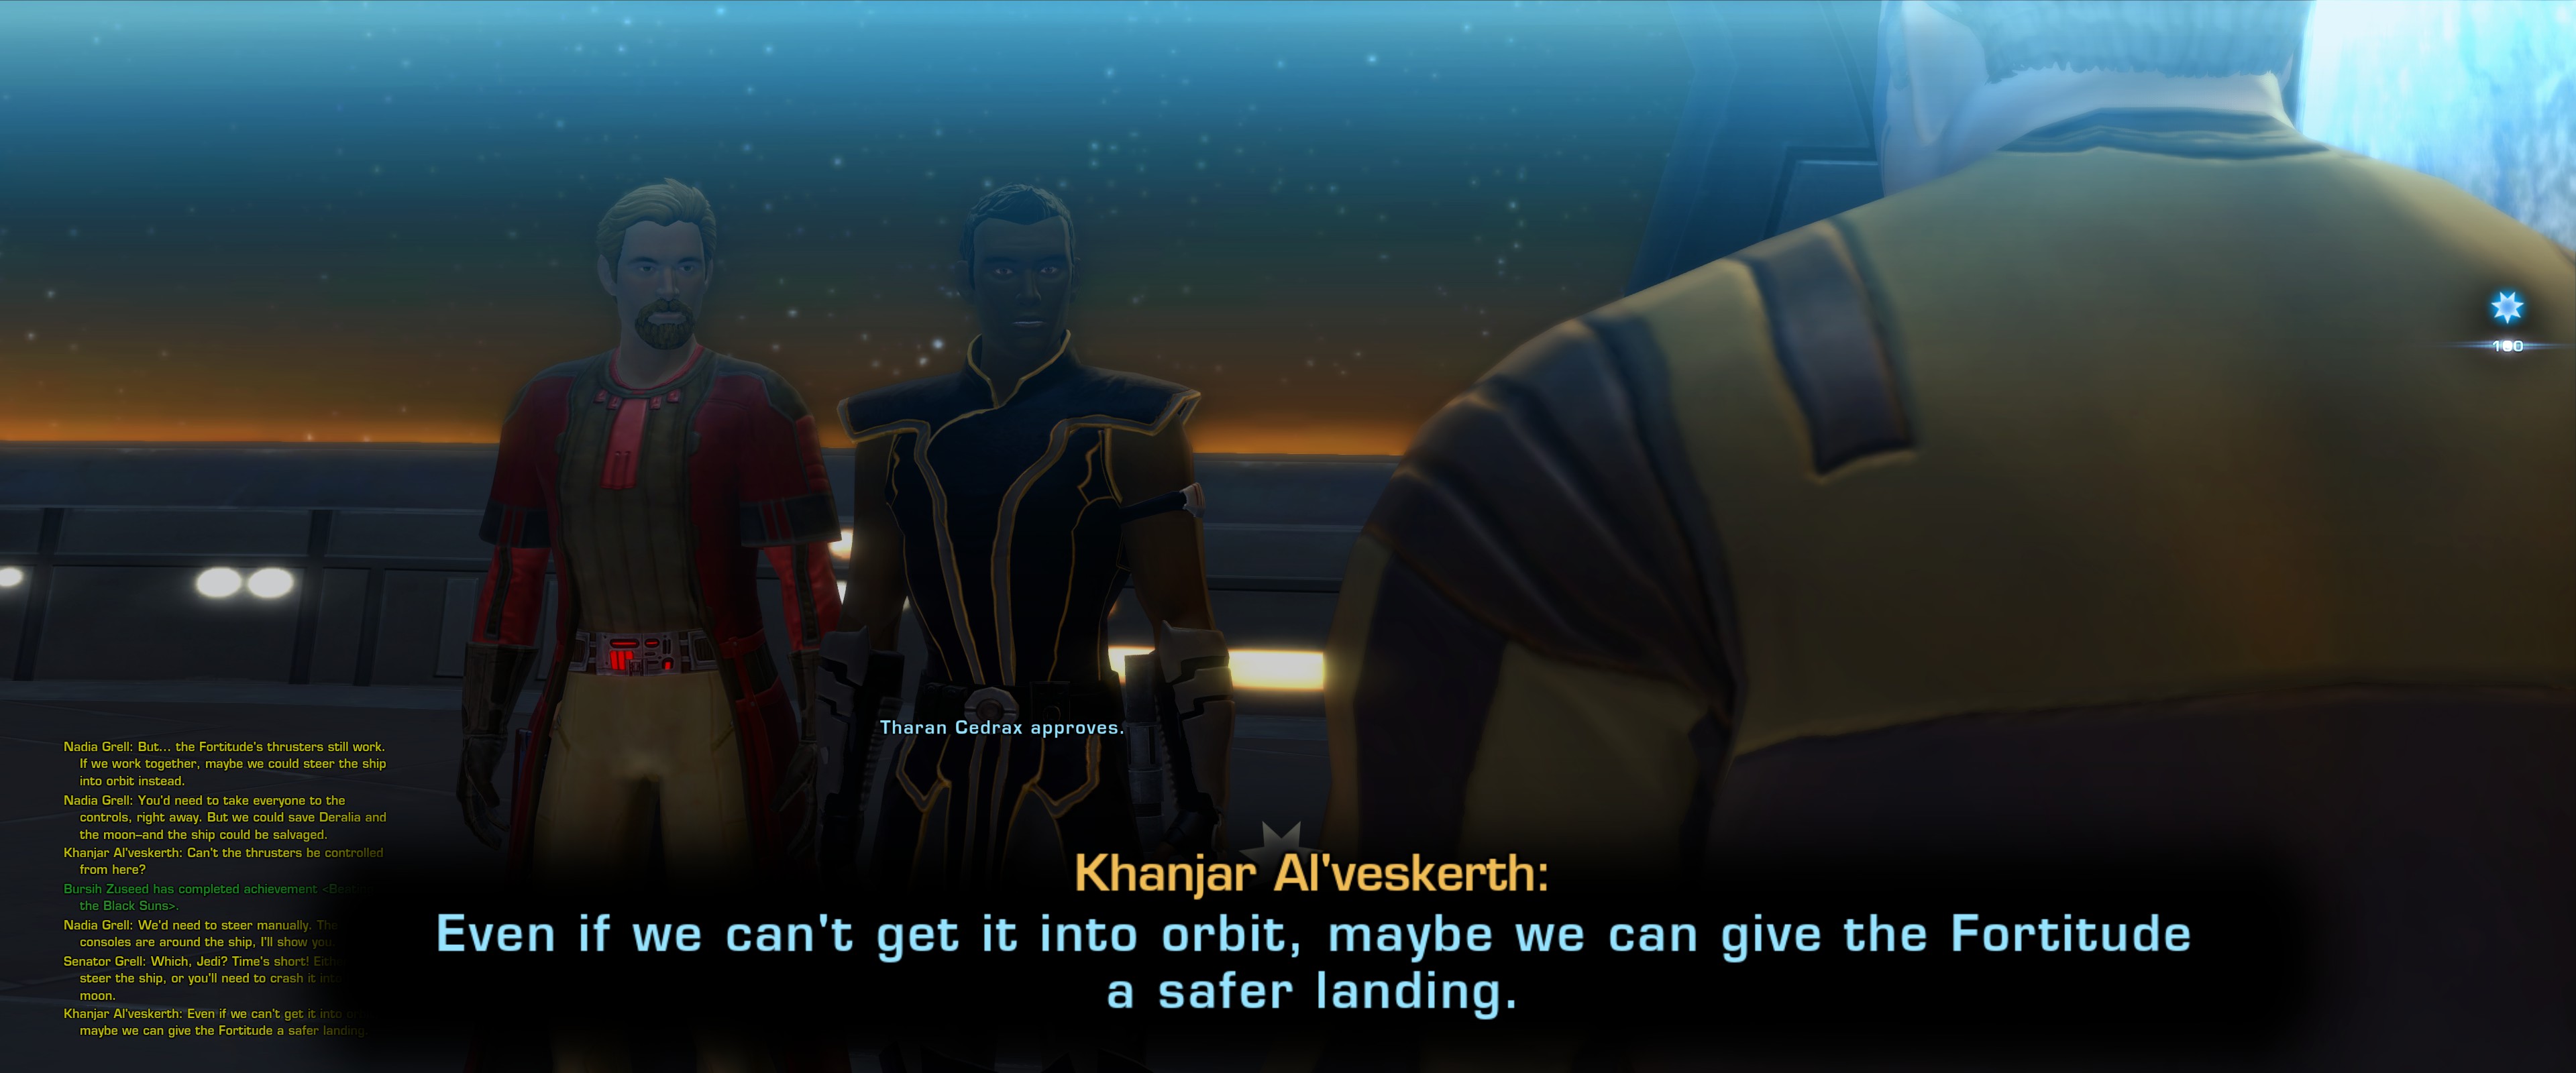 100
Tharan Cedrax approves.
Nadia Grell: But... the Fortitude's thrusters still work.
If we work together, maybe we could steer the ship
into orbit instead.
Nadia Grell: You'd need to take everyone to the
controls, right away. But we could save Deralia and
the moon–and the ship could be salvaged.
Khanjar Al'veskerth: Can't the thrusters be controlled
from here?
Bursih Zuseed has completed achievement
the Black Suns>.
Nadia Grell: We'd need to steer manually. The
consoles are around the ship, I'll show you.
Senator Grell: Which, Jedi? Time's short!
steer the ship, or you'll need to crash it into
moon.
Khanjar Al'veskerth: Even if we can't get it into
maybe we can give the Fortitude a safer landing.
Khanjar Al'veskerth:
Even if we can't get it into orbit, maybe we can give the Fortitude
a safer landing.